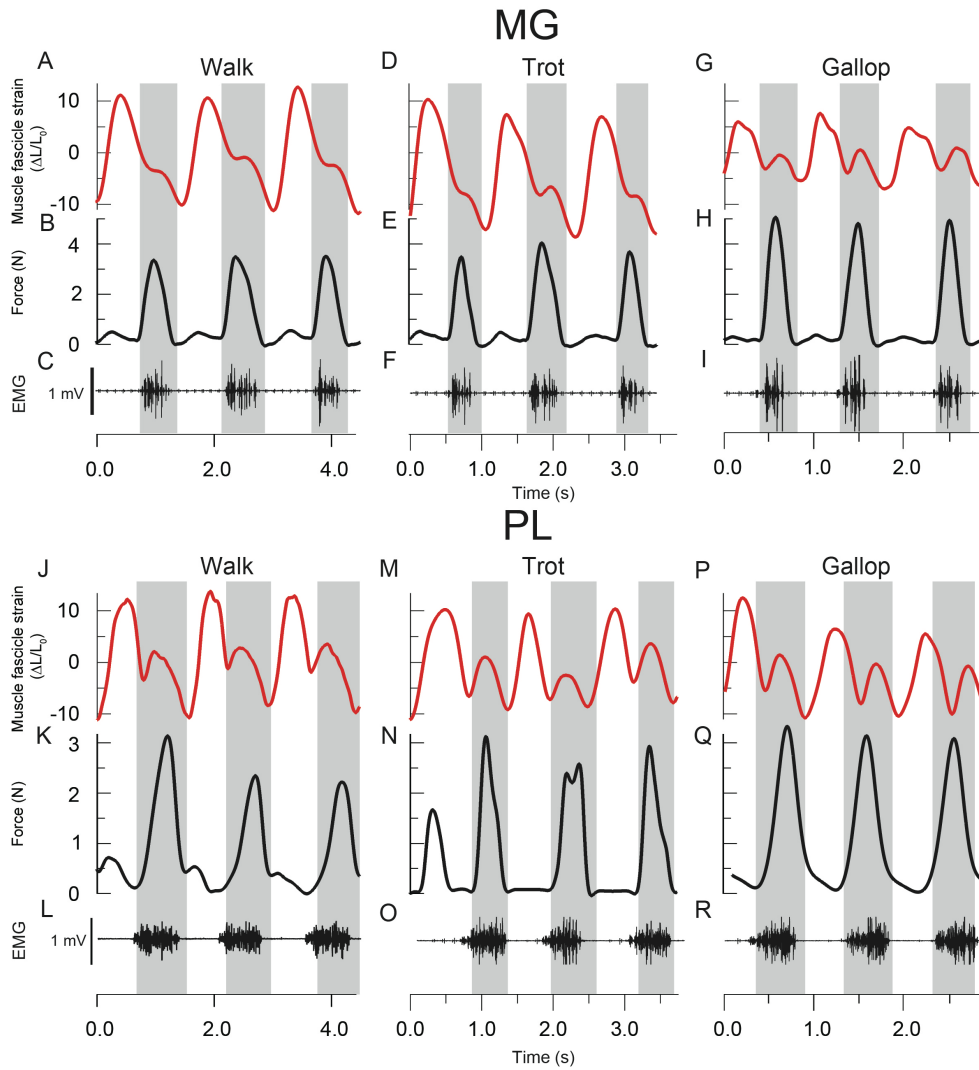 MG
A Walk D Trot G Gallop
Muscle fascicle strain
(ΔL/L₀)
10
0
-10
B E H
Force (N)
4
2
0
C F I
EMG
1 mV
0.0 2.0 4.0 0.0 1.0 2.0 3.0 0.0 1.0 2.0
Time (s)
PL
J Walk M Trot P Gallop
Muscle fascicle strain
(ΔL/L₀)
10
0
-10
K N Q
Force (N)
3
2
1
0
L O R
EMG
1 mV
0.0 2.0 4.0 0.0 1.0 2.0 3.0 0.0 1.0 2.0
Time (s)